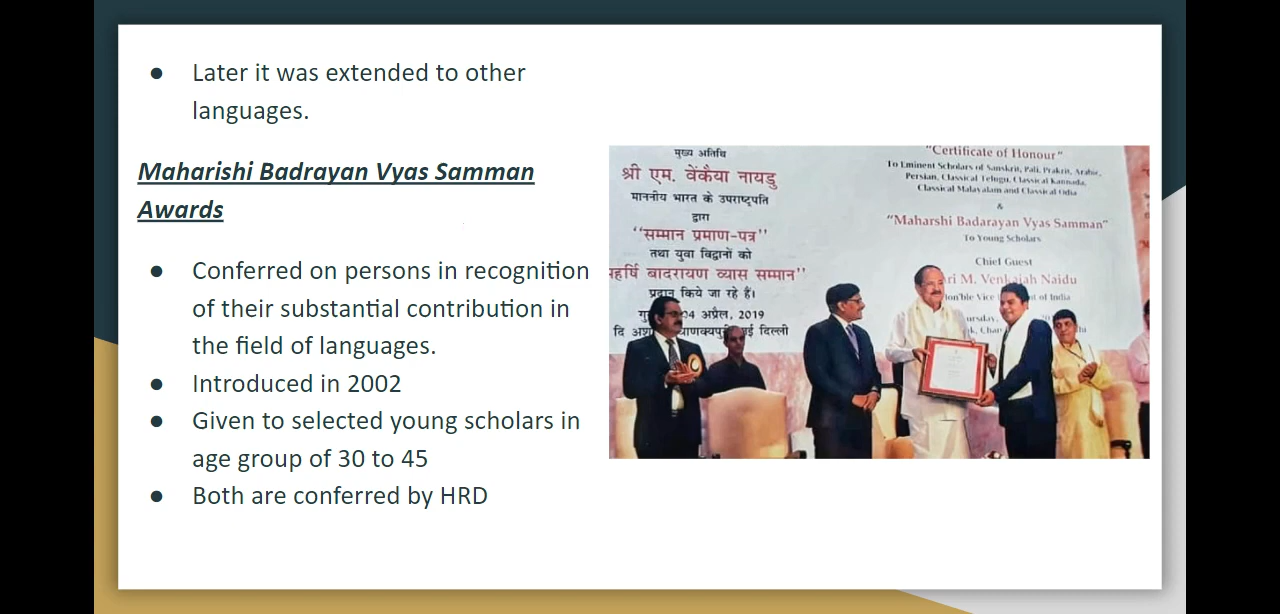 ● Later it was extended to other
languages.
Maharishi Badrayan Vyas Samman
Awards
● Conferred on persons in recognition
of their substantial contribution in
the field of languages.
● Introduced in 2002
● Given to selected young scholars in
age group of 30 to 45
● Both are conferred by HRD
मुख्य अतिथि
श्री एम. वेंकैया नायडु
माननीय भारत के उपराष्ट्रपति
द्वारा
“सम्मान प्रमाण-पत्र”
तथा युवा विद्वानों को
बादरायण व्यास सम्मान”
प्रदान किये जा रहे हैं।
04 अप्रैल, 2019
दिल्ली
“Certificate of Honour”
To Eminent Scholars of Sanskrit, Pali, Prakrit, Arabic,
Persian, Classical Telugu, Classical Kannada,
Classical Malayalam and Classical Odia
&
“Maharshi Badarayan Vyas Samman”
To Young Scholars
Chief Guest
M. Venkaiah Naidu
Vice of India